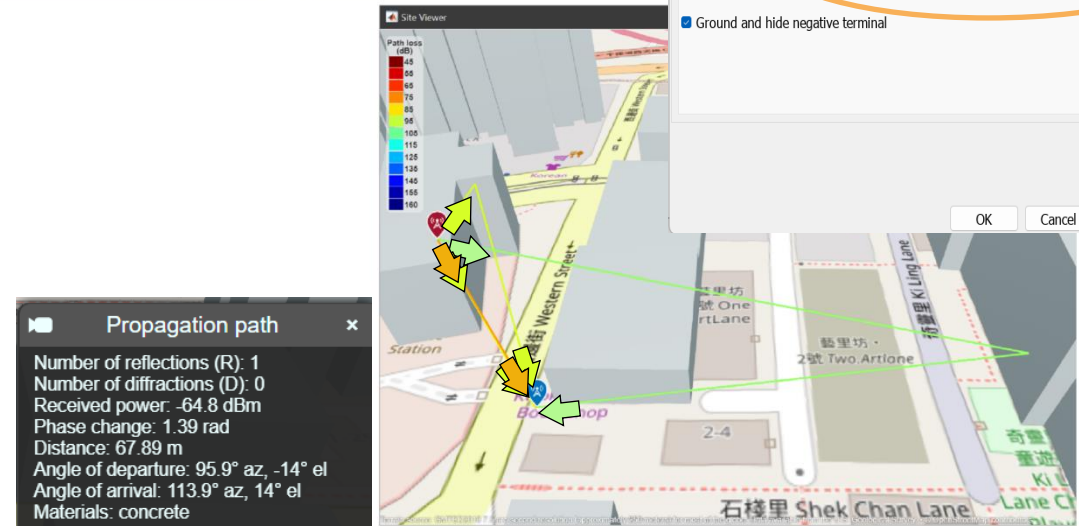 Site Viewer
Path loss
(dB)
45
55
65
75
85
95
105
115
125
135
145
155
160
Ground and hide negative terminal
OK
Cancel
Korean
Western Street
Station
2-4
藝里坊・
2號 Two Artlane
號 One
石棧里 Shek Chan Lane
Ki Ling Lane
Propagation path
×
Number of reflections (R): 1
Number of diffractions (D): 0
Received power: -64.8 dBm
Phase change: 1.39 rad
Distance: 67.89 m
Angle of departure: 95.9° az, -14° el
Angle of arrival: 113.9° az, 14° el
Materials: concrete